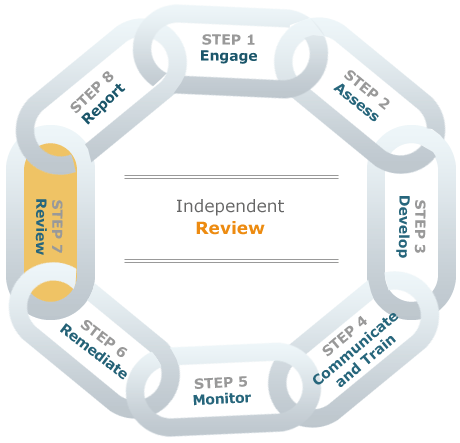 STEP 1
Engage
STEP 2
Assess
STEP 3
Develop
STEP 4
Communicate
and Train
STEP 5
Monitor
STEP 6
Remediate
STEP 7
Review
STEP 8
Report
Independent
Review